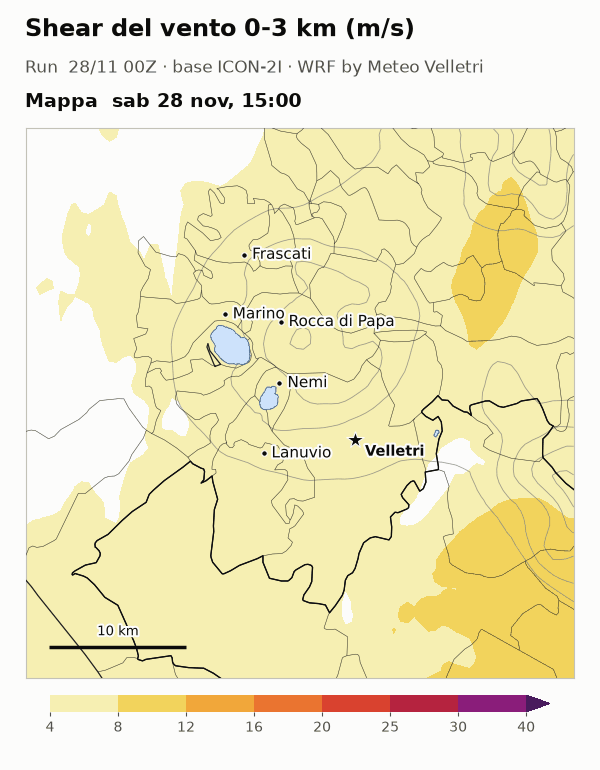 Shear del vento 0-3 km (m/s)
Run 28/11 00Z · base ICON-2I · WRF by Meteo Velletri
Mappa sab 28 nov, 15:00
Frascati
Marino
Rocca di Papa
Nemi
Velletri
Lanuvio
10 km
4 8 12 16 20 25 30 40